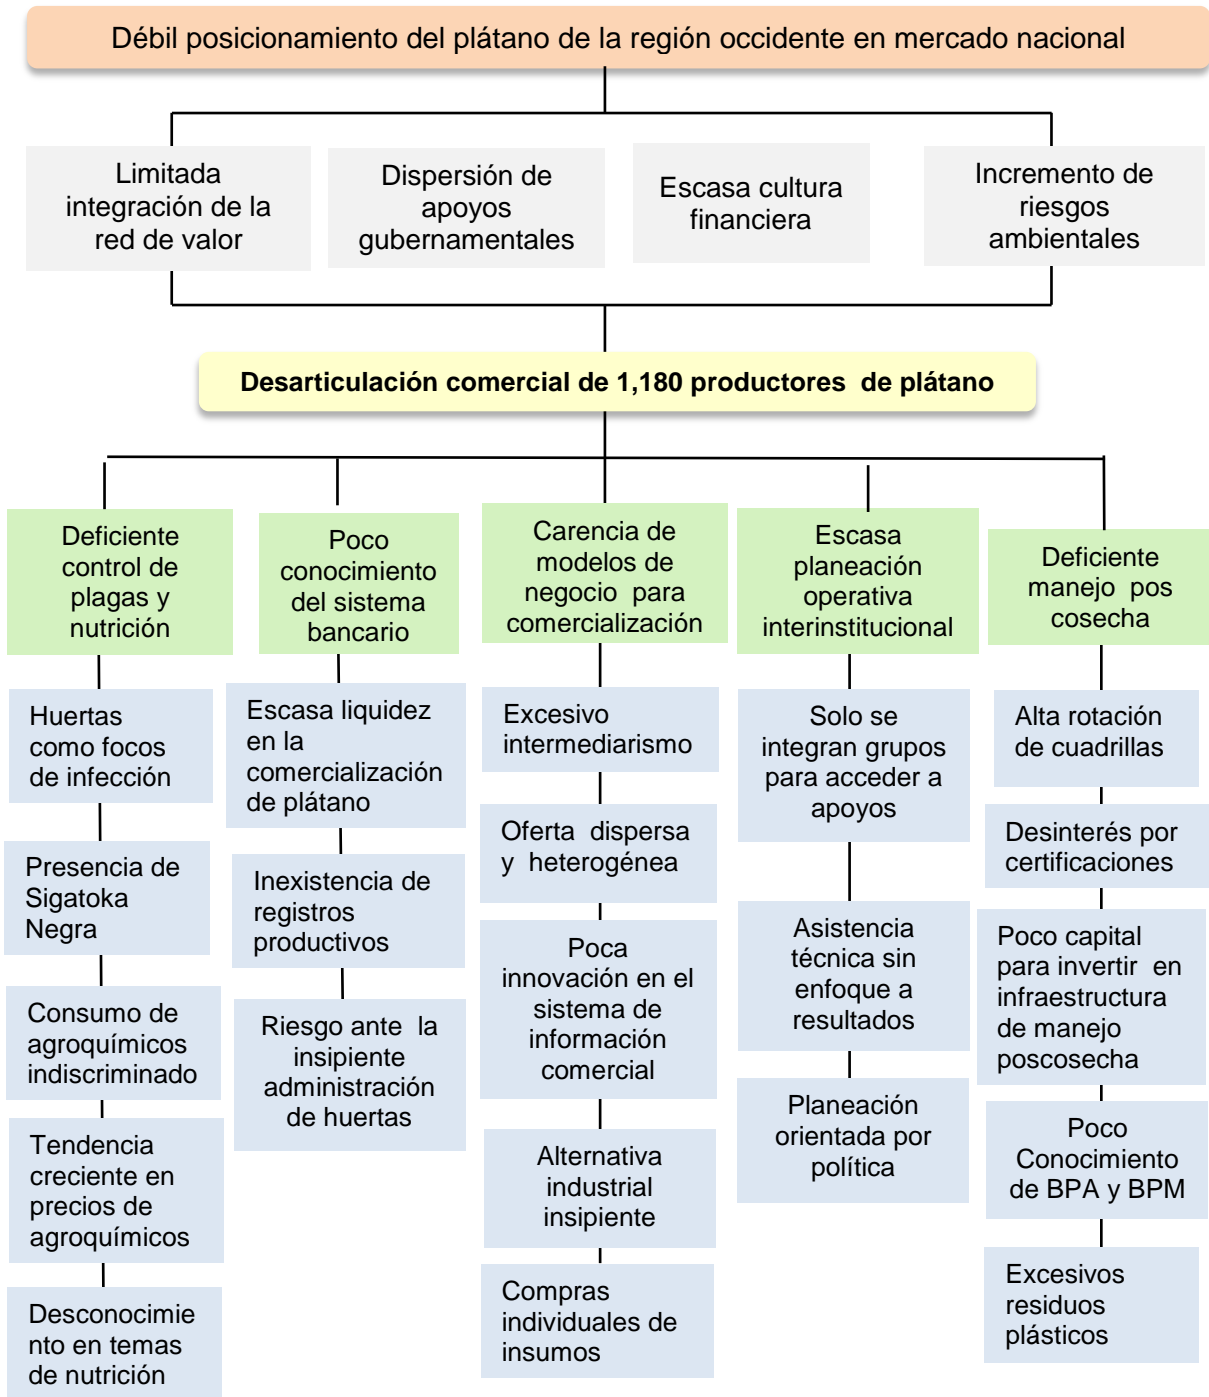 Débil posicionamiento del plátano de la región occidente en mercado nacional
Limitada
integración de la
red de valor
Dispersión de
apoyos
gubernamentales
Escasa cultura
financiera
Incremento de
riesgos
ambientales
Desarticulación comercial de 1,180 productores de plátano
Deficiente
control de
plagas y
nutrición
Huertas
como focos
de infección
Presencia de
Sigatoka
Negra
Consumo de
agroquímicos
indiscriminado
Tendencia
creciente en
precios de
agroquímicos
Desconocimie
nto en temas
de nutrición
Poco
conocimiento
del sistema
bancario
Escasa liquidez
en la
comercialización
de plátano
Inexistencia de
registros
productivos
Riesgo ante la
insipiente
administración
de huertas
Carencia de
modelos de
negocio para
comercialización
Excesivo
intermediarismo
Oferta dispersa
y heterogénea
Poca
innovación en el
sistema de
información
comercial
Alternativa
industrial
insipiente
Compras
individuales de
insumos
Escasa
planeación
operativa
interinstitucional
Solo se
integran grupos
para acceder a
apoyos
Asistencia
técnica sin
enfoque a
resultados
Planeación
orientada por
política
Deficiente
manejo pos
cosecha
Alta rotación
de cuadrillas
Desinterés por
certificaciones
Poco capital
para invertir en
infraestructura
de manejo
poscosecha
Poco
Conocimiento
de BPA y BPM
Excesivos
residuos
plásticos